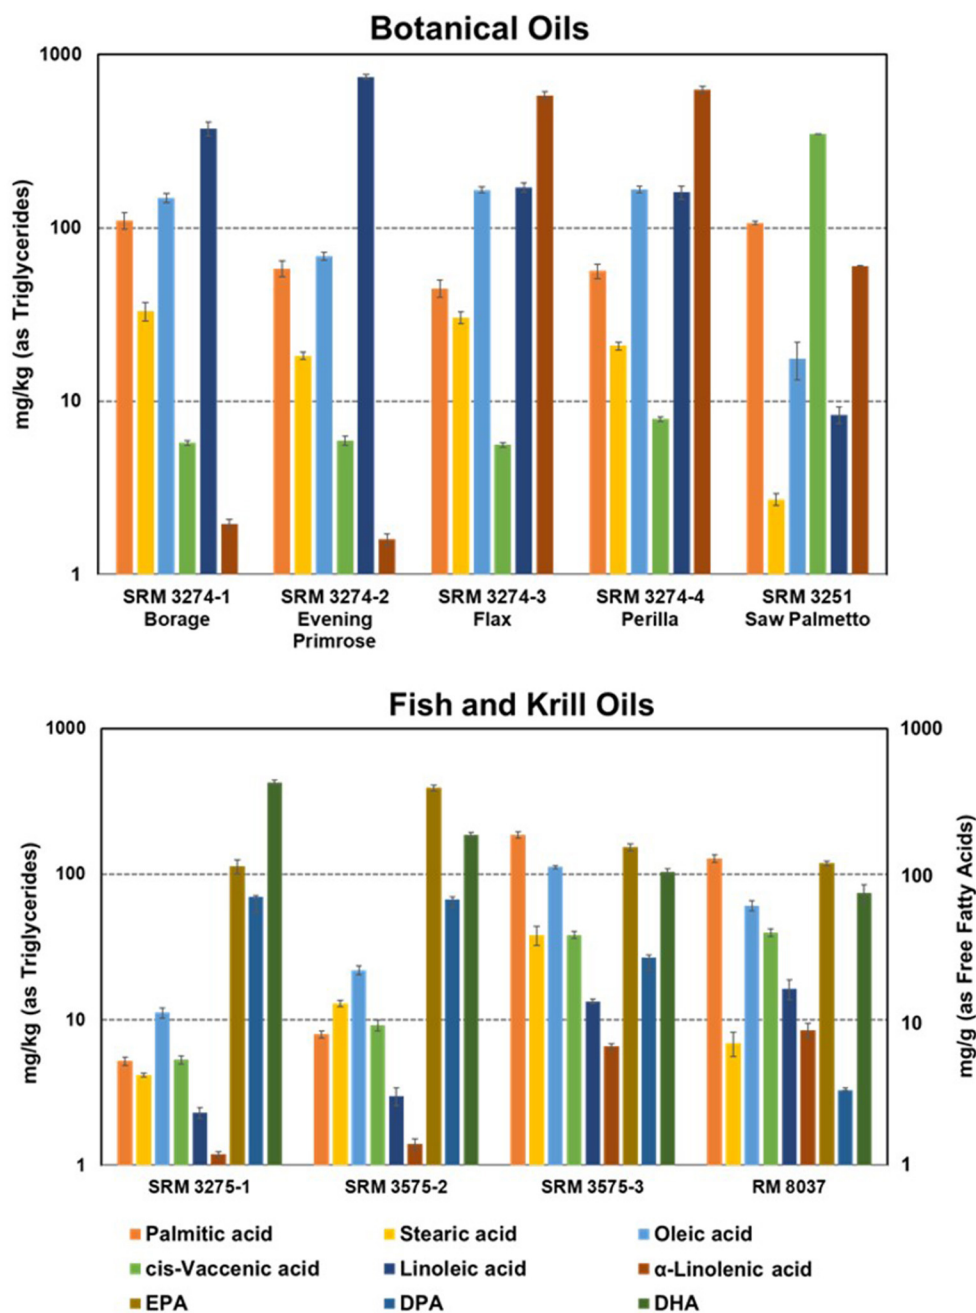 Botanical Oils
mg/kg (as Triglycerides)
1000
100
10
1
SRM 3274-1
Borage
SRM 3274-2
Evening
Primrose
SRM 3274-3
Flax
SRM 3274-4
Perilla
SRM 3251
Saw Palmetto
Fish and Krill Oils
mg/kg (as Triglycerides)
1000
100
10
1
1000
100
10
1
mg/g (as Free Fatty Acids)
SRM 3275-1
SRM 3575-2
SRM 3575-3
RM 8037
Palmitic acid
Stearic acid
Oleic acid
cis-Vaccenic acid
Linoleic acid
α-Linolenic acid
EPA
DPA
DHA